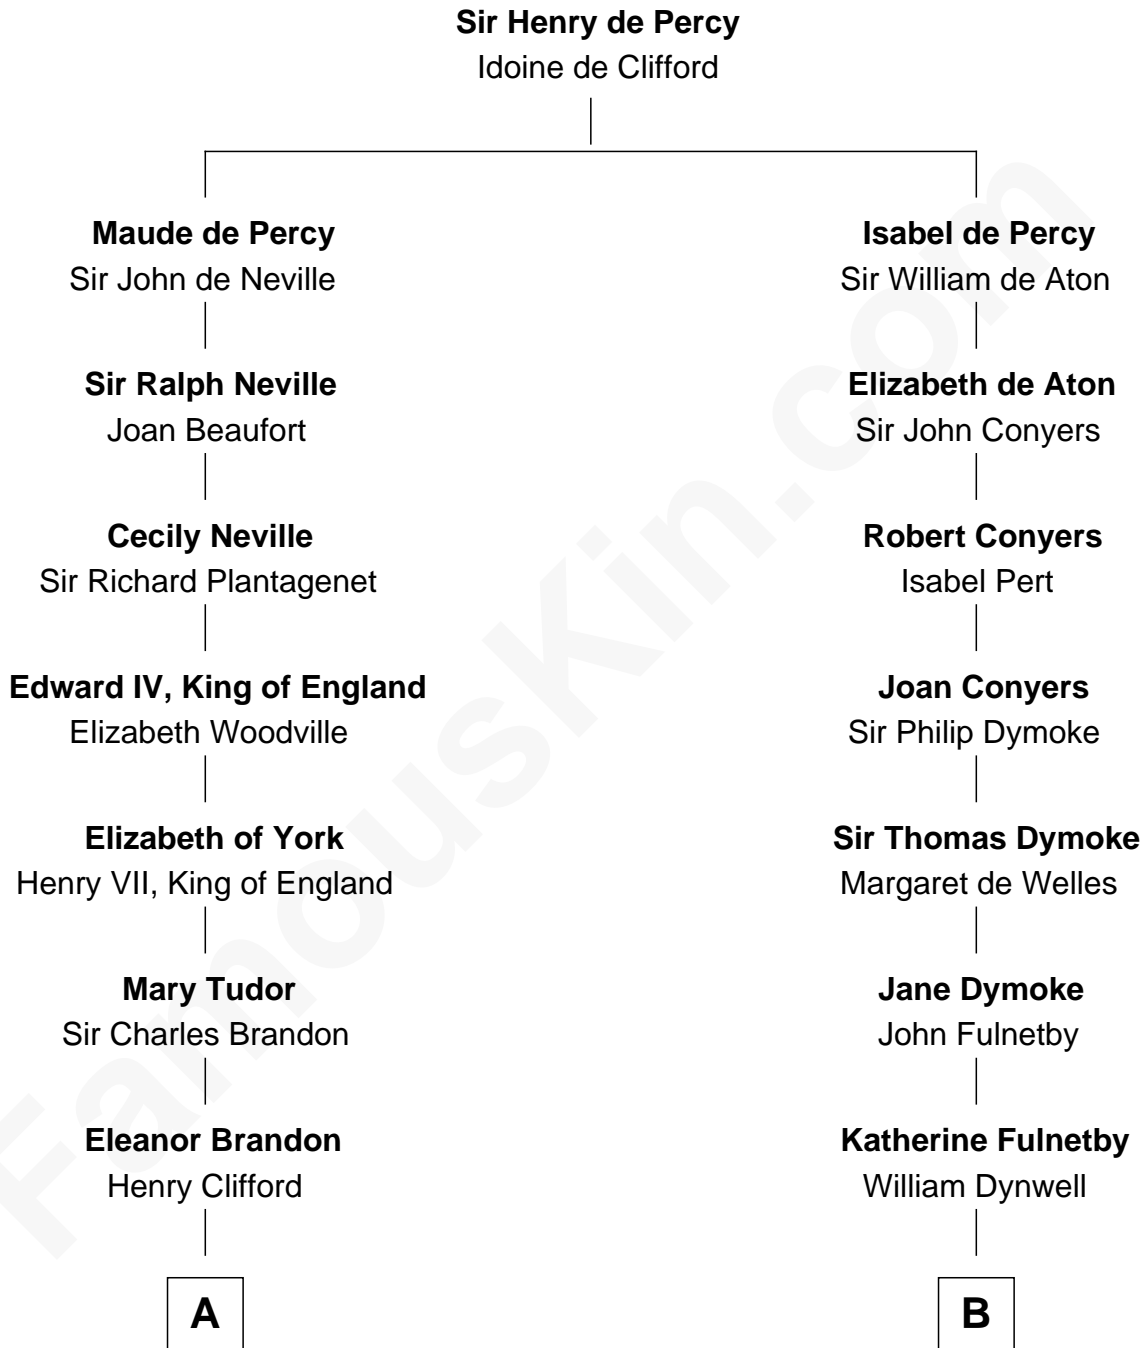 Sir Henry de Percy
Idoine de Clifford
Maude de Percy
Sir John de Neville
Isabel de Percy
Sir William de Aton
Sir Ralph Neville
Joan Beaufort
Elizabeth de Aton
Sir John Conyers
Cecily Neville
Sir Richard Plantagenet
Robert Conyers
Isabel Pert
Edward IV, King of England
Elizabeth Woodville
Joan Conyers
Sir Philip Dymoke
Elizabeth of York
Henry VII, King of England
Sir Thomas Dymoke
Margaret de Welles
Mary Tudor
Sir Charles Brandon
Jane Dymoke
John Fulnetby
Eleanor Brandon
Henry Clifford
Katherine Fulnetby
William Dynwell
A
B
FamousKin.com